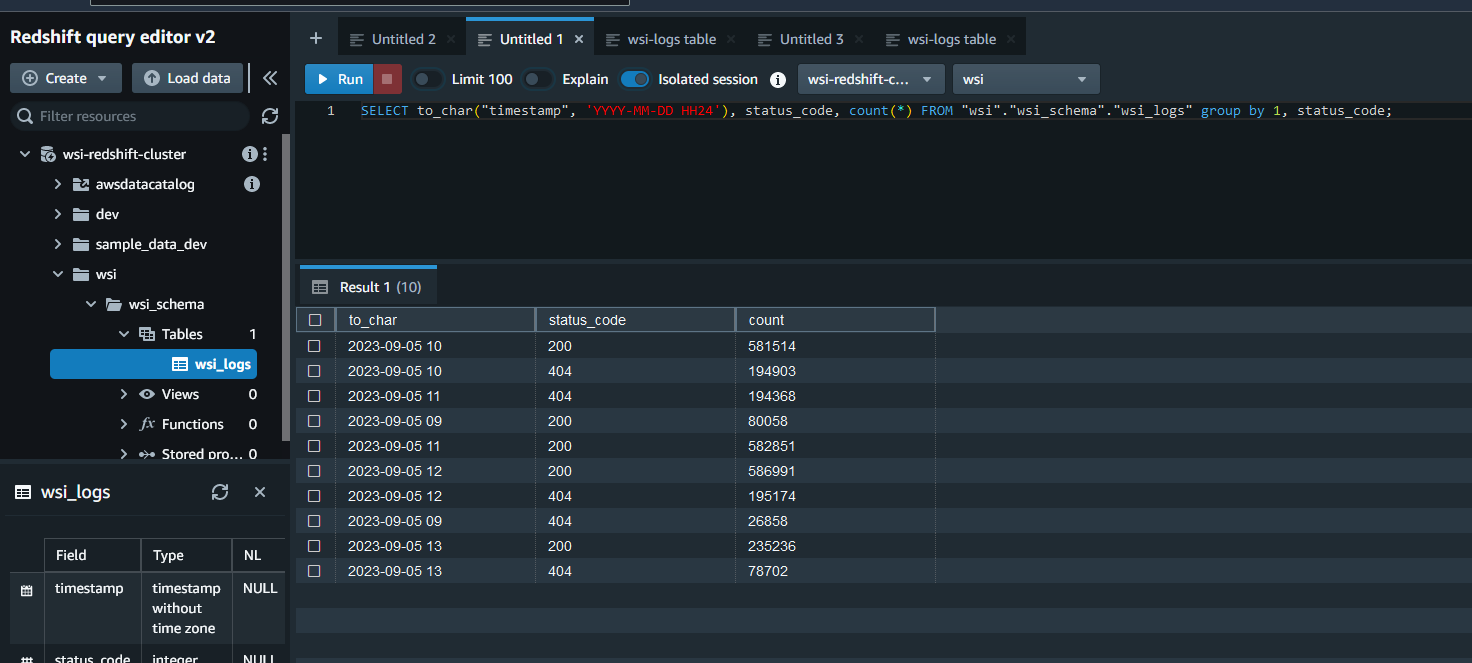 Redshift query editor v2
Create
Load data
Filter resources
wsi-redshift-cluster
awsdatacatalog
dev
sample_data_dev
wsi
wsi_schema
Tables 1
wsi_logs
Views 0
fx Functions 0
Stored pro... 0
wsi_logs
Field Type NL
timestamp timestamp without time zone NULL
status_code integer NULL
+ Untitled 2 × Untitled 1 × wsi-logs table × Untitled 3 × wsi-logs table ×
Run Limit 100 Explain Isolated session wsi-redshift-c... wsi
1 SELECT to_char("timestamp", 'YYYY-MM-DD HH24'), status_code, count(*) FROM "wsi"."wsi_schema"."wsi_logs" group by 1, status_code;
Result 1 (10)
to_char status_code count
2023-09-05 10 200 581514
2023-09-05 10 404 194903
2023-09-05 11 404 194368
2023-09-05 09 200 80058
2023-09-05 11 200 582851
2023-09-05 12 200 586991
2023-09-05 12 404 195174
2023-09-05 09 404 26858
2023-09-05 13 200 235236
2023-09-05 13 404 78702